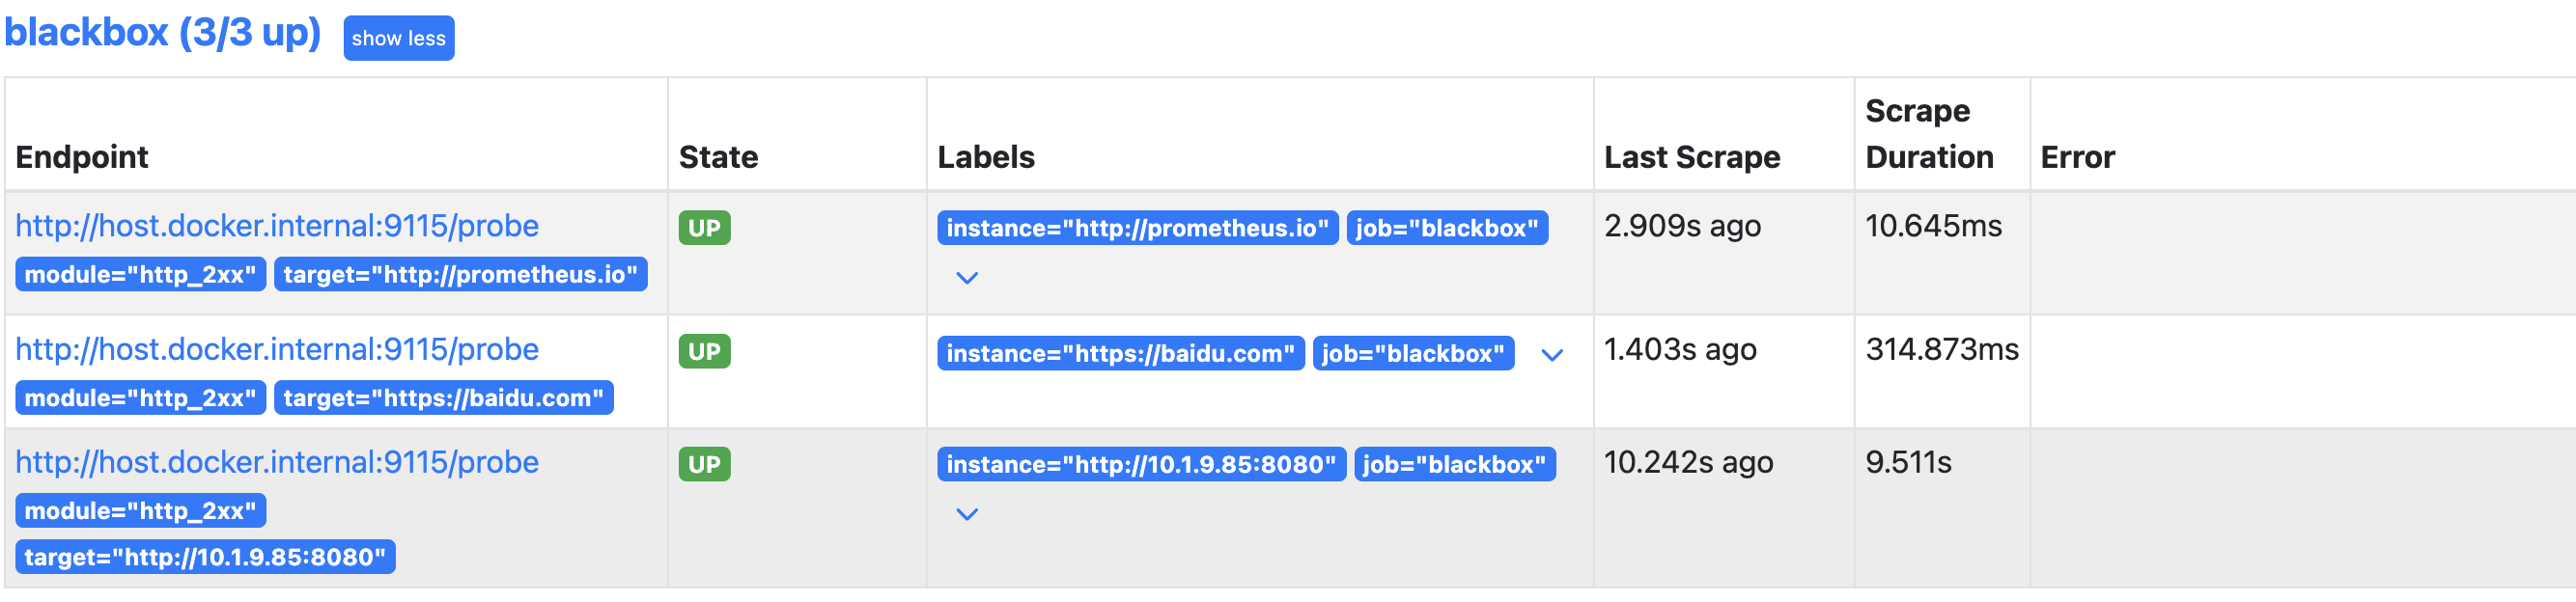 blackbox (3/3 up) show less
Endpoint State Labels Last Scrape Scrape Duration Error
http://host.docker.internal:9115/probe UP instance="http://prometheus.io" job="blackbox" 2.909s ago 10.645ms
module="http_2xx" target="http://prometheus.io"
http://host.docker.internal:9115/probe UP instance="https://baidu.com" job="blackbox" 1.403s ago 314.873ms
module="http_2xx" target="https://baidu.com"
http://host.docker.internal:9115/probe UP instance="http://10.1.9.85:8080" job="blackbox" 10.242s ago 9.511s
module="http_2xx"
target="http://10.1.9.85:8080"